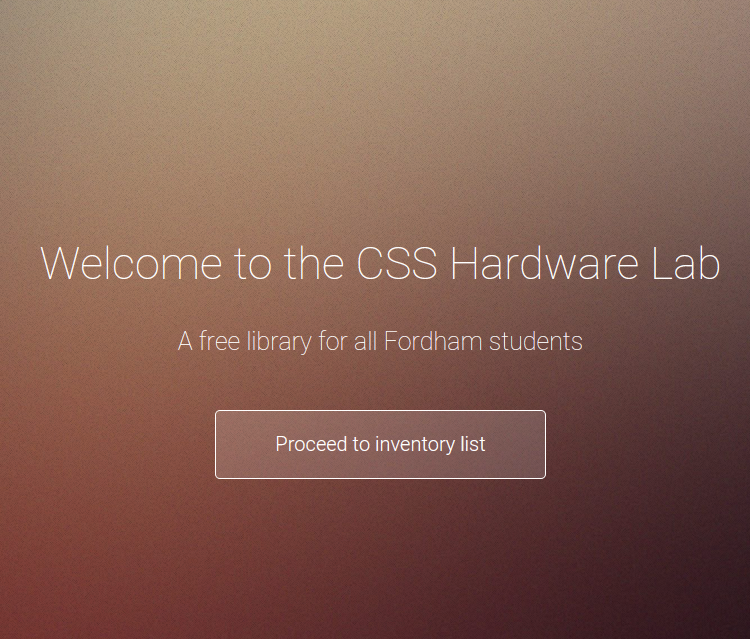 Welcome to the CSS Hardware Lab
A free library for all Fordham students
Proceed to inventory list